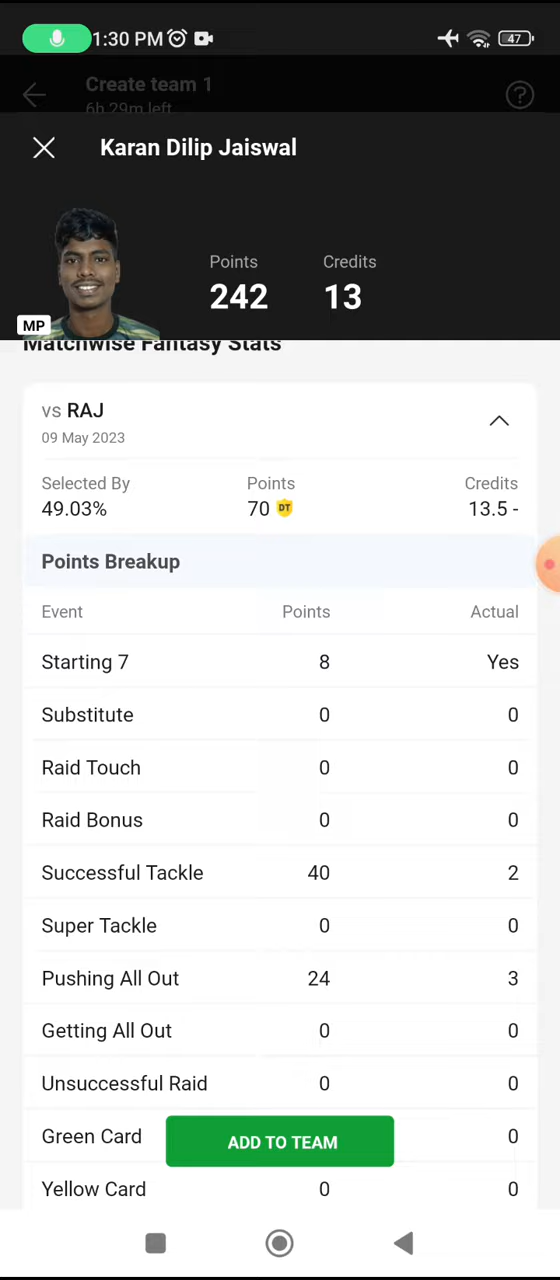 1:30 PM 47
Create team 1
6h 29m left
Karan Dilip Jaiswal
Points Credits
242 13
MP
Matchwise Fantasy Stats
vs RAJ
09 May 2023
Selected By Points Credits
49.03% 70 DT 13.5 -
Points Breakup
Event Points Actual
Starting 7 8 Yes
Substitute 0 0
Raid Touch 0 0
Raid Bonus 0 0
Successful Tackle 40 2
Super Tackle 0 0
Pushing All Out 24 3
Getting All Out 0 0
Unsuccessful Raid 0 0
Green Card 0
ADD TO TEAM
Yellow Card 0 0